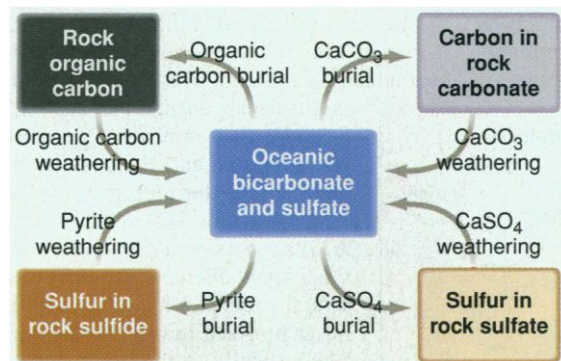 Rock
organic
carbon
Organic
carbon burial
CaCO₃
burial
Carbon in
rock
carbonate
Organic carbon
weathering
Oceanic
bicarbonate
and sulfate
CaCO₃
weathering
Pyrite
weathering
CaSO₄
weathering
Sulfur in
rock sulfide
Pyrite
burial
CaSO₄
burial
Sulfur in
rock sulfate